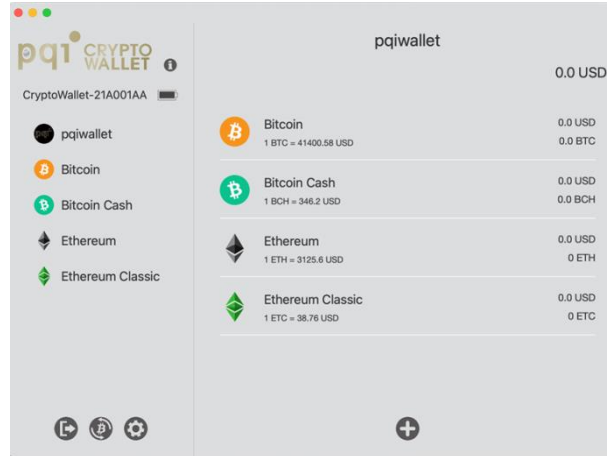 pqi CRYPTO
WALLET
CryptoWallet-21A001AA
pqiwallet
Bitcoin
Bitcoin Cash
Ethereum
Ethereum Classic
pqiwallet
0.0 USD
Bitcoin
1 BTC = 41400.58 USD
0.0 USD
0.0 BTC
Bitcoin Cash
1 BCH = 346.2 USD
0.0 USD
0.0 BCH
Ethereum
1 ETH = 3125.6 USD
0.0 USD
0 ETH
Ethereum Classic
1 ETC = 38.76 USD
0.0 USD
0 ETC